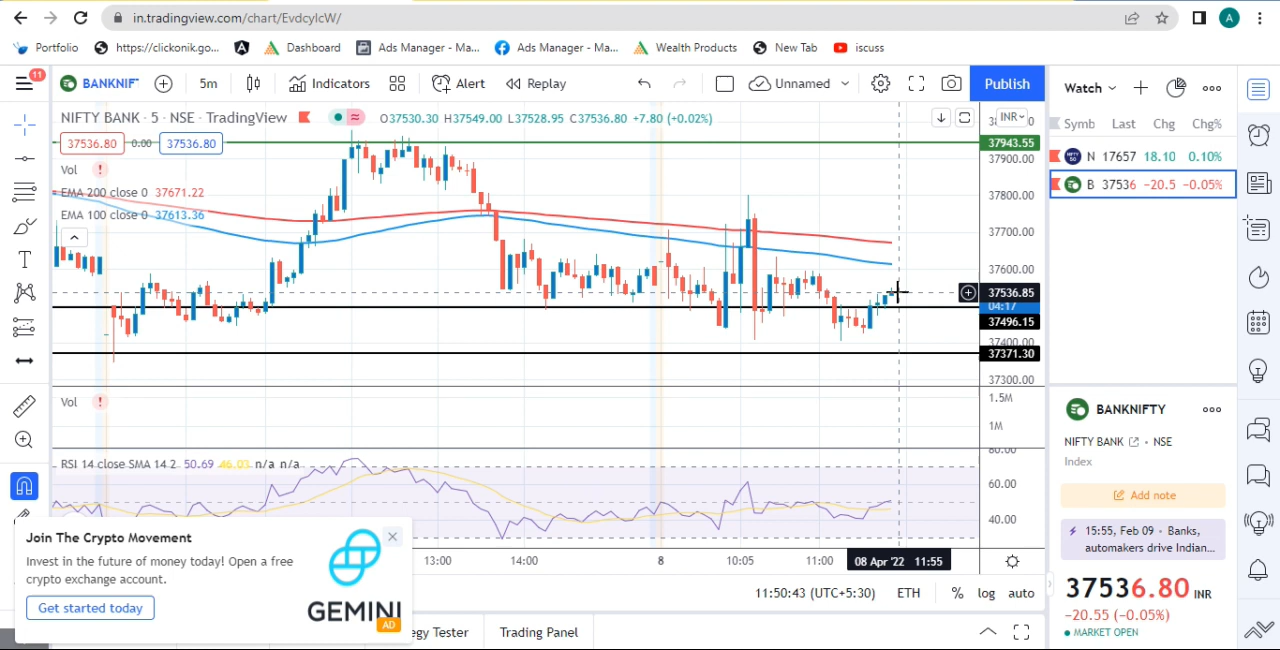 in.tradingview.com/chart/EvdcyIcW/
Portfolio https://clickonik.go... Dashboard Ads Manager - Ma... Ads Manager - Ma... Wealth Products New Tab iscuss
11 BANKNIF 5m Indicators Alert Replay Unnamed Publish
NIFTY BANK · 5 · NSE · TradingView O37530.30 H37549.00 L37528.95 C37536.80 +7.80 (+0.02%)
INR
37536.80 0.00 37536.80
37943.55
Vol
37900.00
EMA 200 close 0 37671.22
37800.00
EMA 100 close 0 37613.36
37700.00
37600.00
37536.85
04:17
37496.15
37400.00
37371.30
37300.00
Vol
1.5M
1M
RSI 14 close SMA 14 2 50.69 46.03 n/a n/a
80.00
60.00
40.00
13:00 14:00 8 10:05 11:00 08 Apr '22 11:55
11:50:43 (UTC+5:30) ETH % log auto
egy Tester Trading Panel
Join The Crypto Movement
Invest in the future of money today! Open a free
crypto exchange account.
Get started today
GEMINI
AD
Watch
Symb Last Chg Chg%
N 17657 18.10 0.10%
B 37536 -20.5 -0.05%
BANKNIFTY
NIFTY BANK · NSE
Index
Add note
15:55, Feb 09 · Banks,
automakers drive Indian...
37536.80 INR
-20.55 (-0.05%)
MARKET OPEN